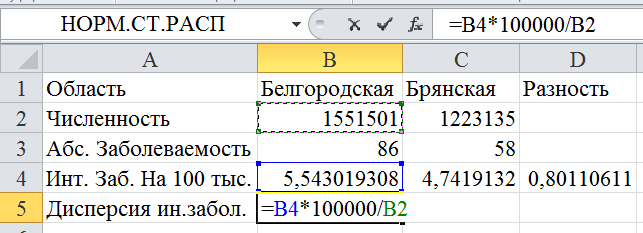 НОРМ.СТ.РАСП fx =B4*100000/B2
A B C D
1 Область Белгородская Брянская Разность
2 Численность 1551501 1223135
3 Абс. Заболеваемость 86 58
4 Инт. Заб. На 100 тыс. 5,543019308 4,7419132 0,80110611
5 Дисперсия ин.забол. =B4*100000/B2